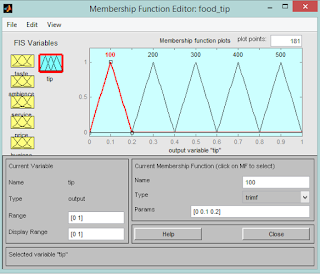 Membership Function Editor: food_tip
File Edit View
FIS Variables
taste
ambience
service
price
tip
Membership function plots plot points: 181
100 200 300 400 500
1
0.5
0
0 0.1 0.2 0.3 0.4 0.5 0.6 0.7 0.8 0.9 1
output variable "tip"
Current Variable
Name tip
Type output
Range [0 1]
Display Range [0 1]
Current Membership Function (click on MF to select)
Name 100
Type trimf
Params [0 0.1 0.2]
Help Close
Selected variable "tip"